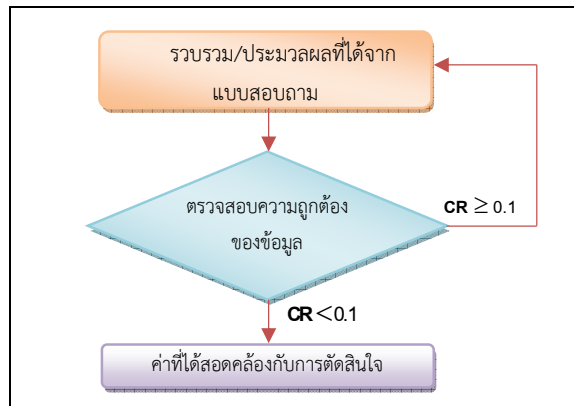 รวบรวม/ประมวลผลที่ได้จาก
แบบสอบถาม
ตรวจสอบความถูกต้อง
ของข้อมูล
CR ≥ 0.1
CR<0.1
ค่าที่ได้สอดคล้องกับการตัดสินใจ